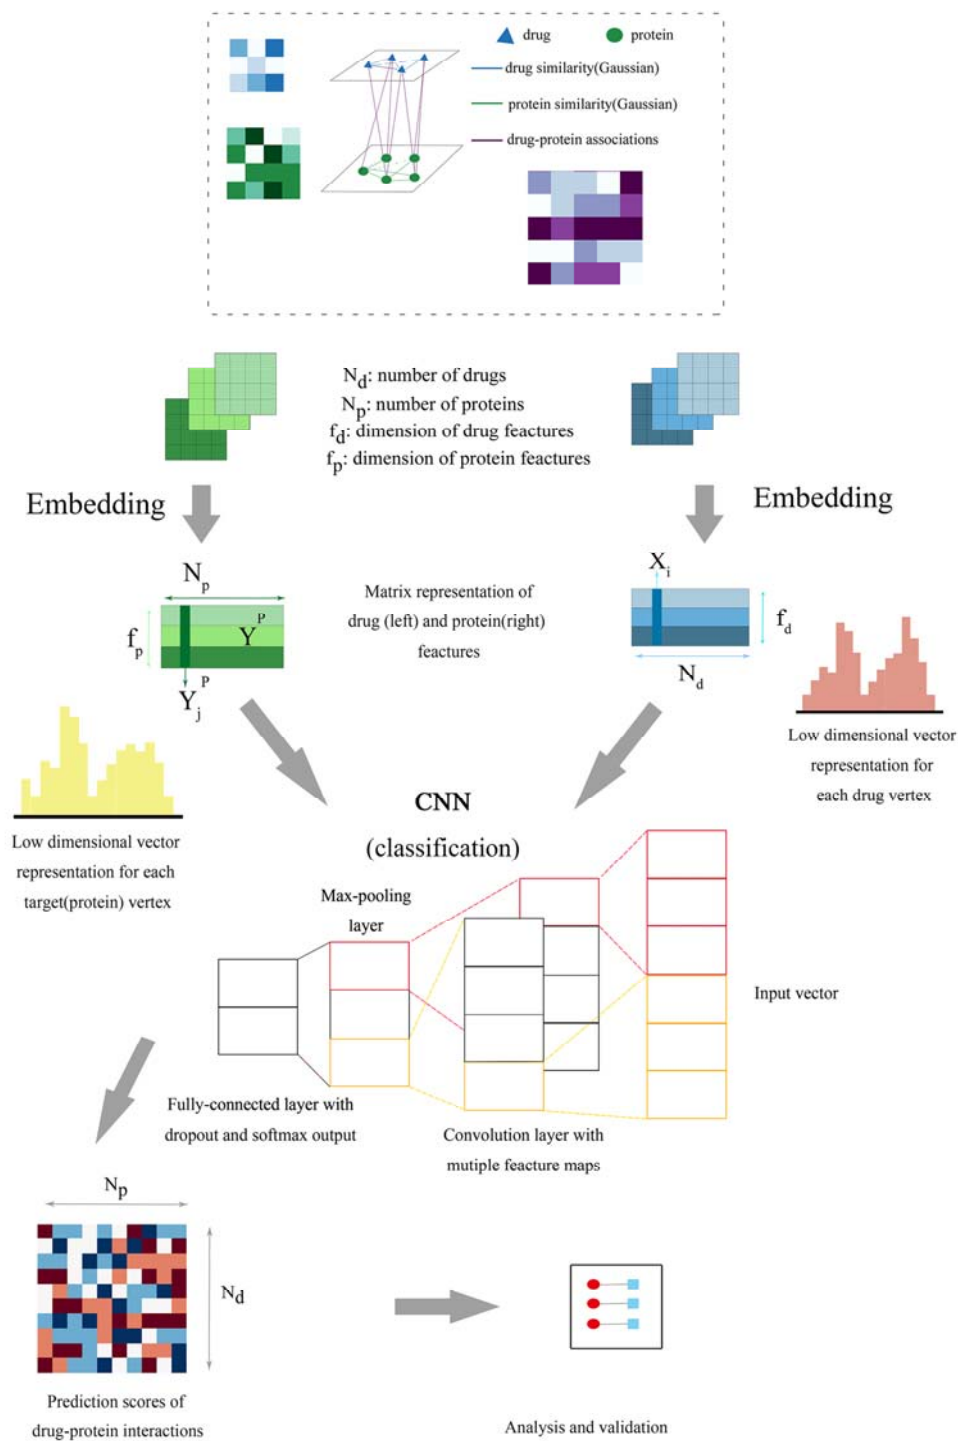 drug
protein
drug similarity(Gaussian)
protein similarity(Gaussian)
drug-protein associations
Nd: number of drugs
Np: number of proteins
fd: dimension of drug feactures
fp: dimension of protein feactures
Embedding
Embedding
Np
fp
YP
YjP
Matrix representation of
drug (left) and protein(right)
feactures
Xi
fd
Nd
Low dimensional vector
representation for
each drug vertex
Low dimensional vector
representation for each
target(protein) vertex
CNN
(classification)
Max-pooling
layer
Input vector
Fully-connected layer with
dropout and softmax output
Convolution layer with
mutiple feacture maps
Np
Nd
Prediction scores of
drug-protein interactions
Analysis and validation